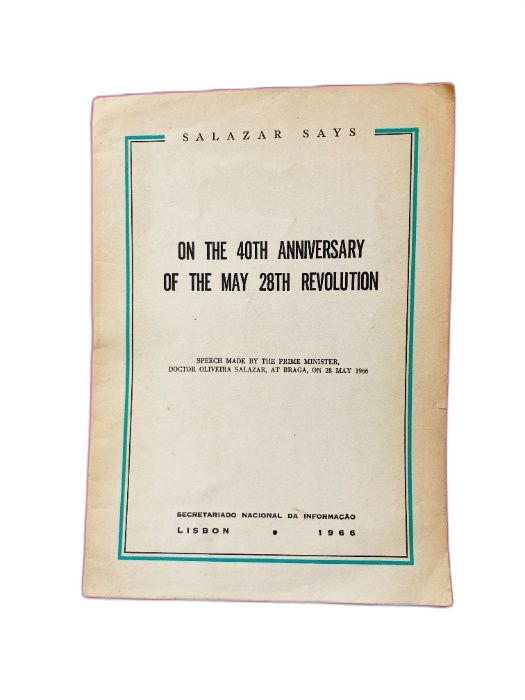 SALAZAR SAYS
ON THE 40TH ANNIVERSARY
OF THE MAY 28TH REVOLUTION
SPEECH MADE BY THE PRIME MINISTER,
DOCTOR OLIVEIRA SALAZAR, AT BRAGA, ON 28 MAY 1966
SECRETARIADO NACIONAL DA INFORMAÇÃO
LISBON • 1966